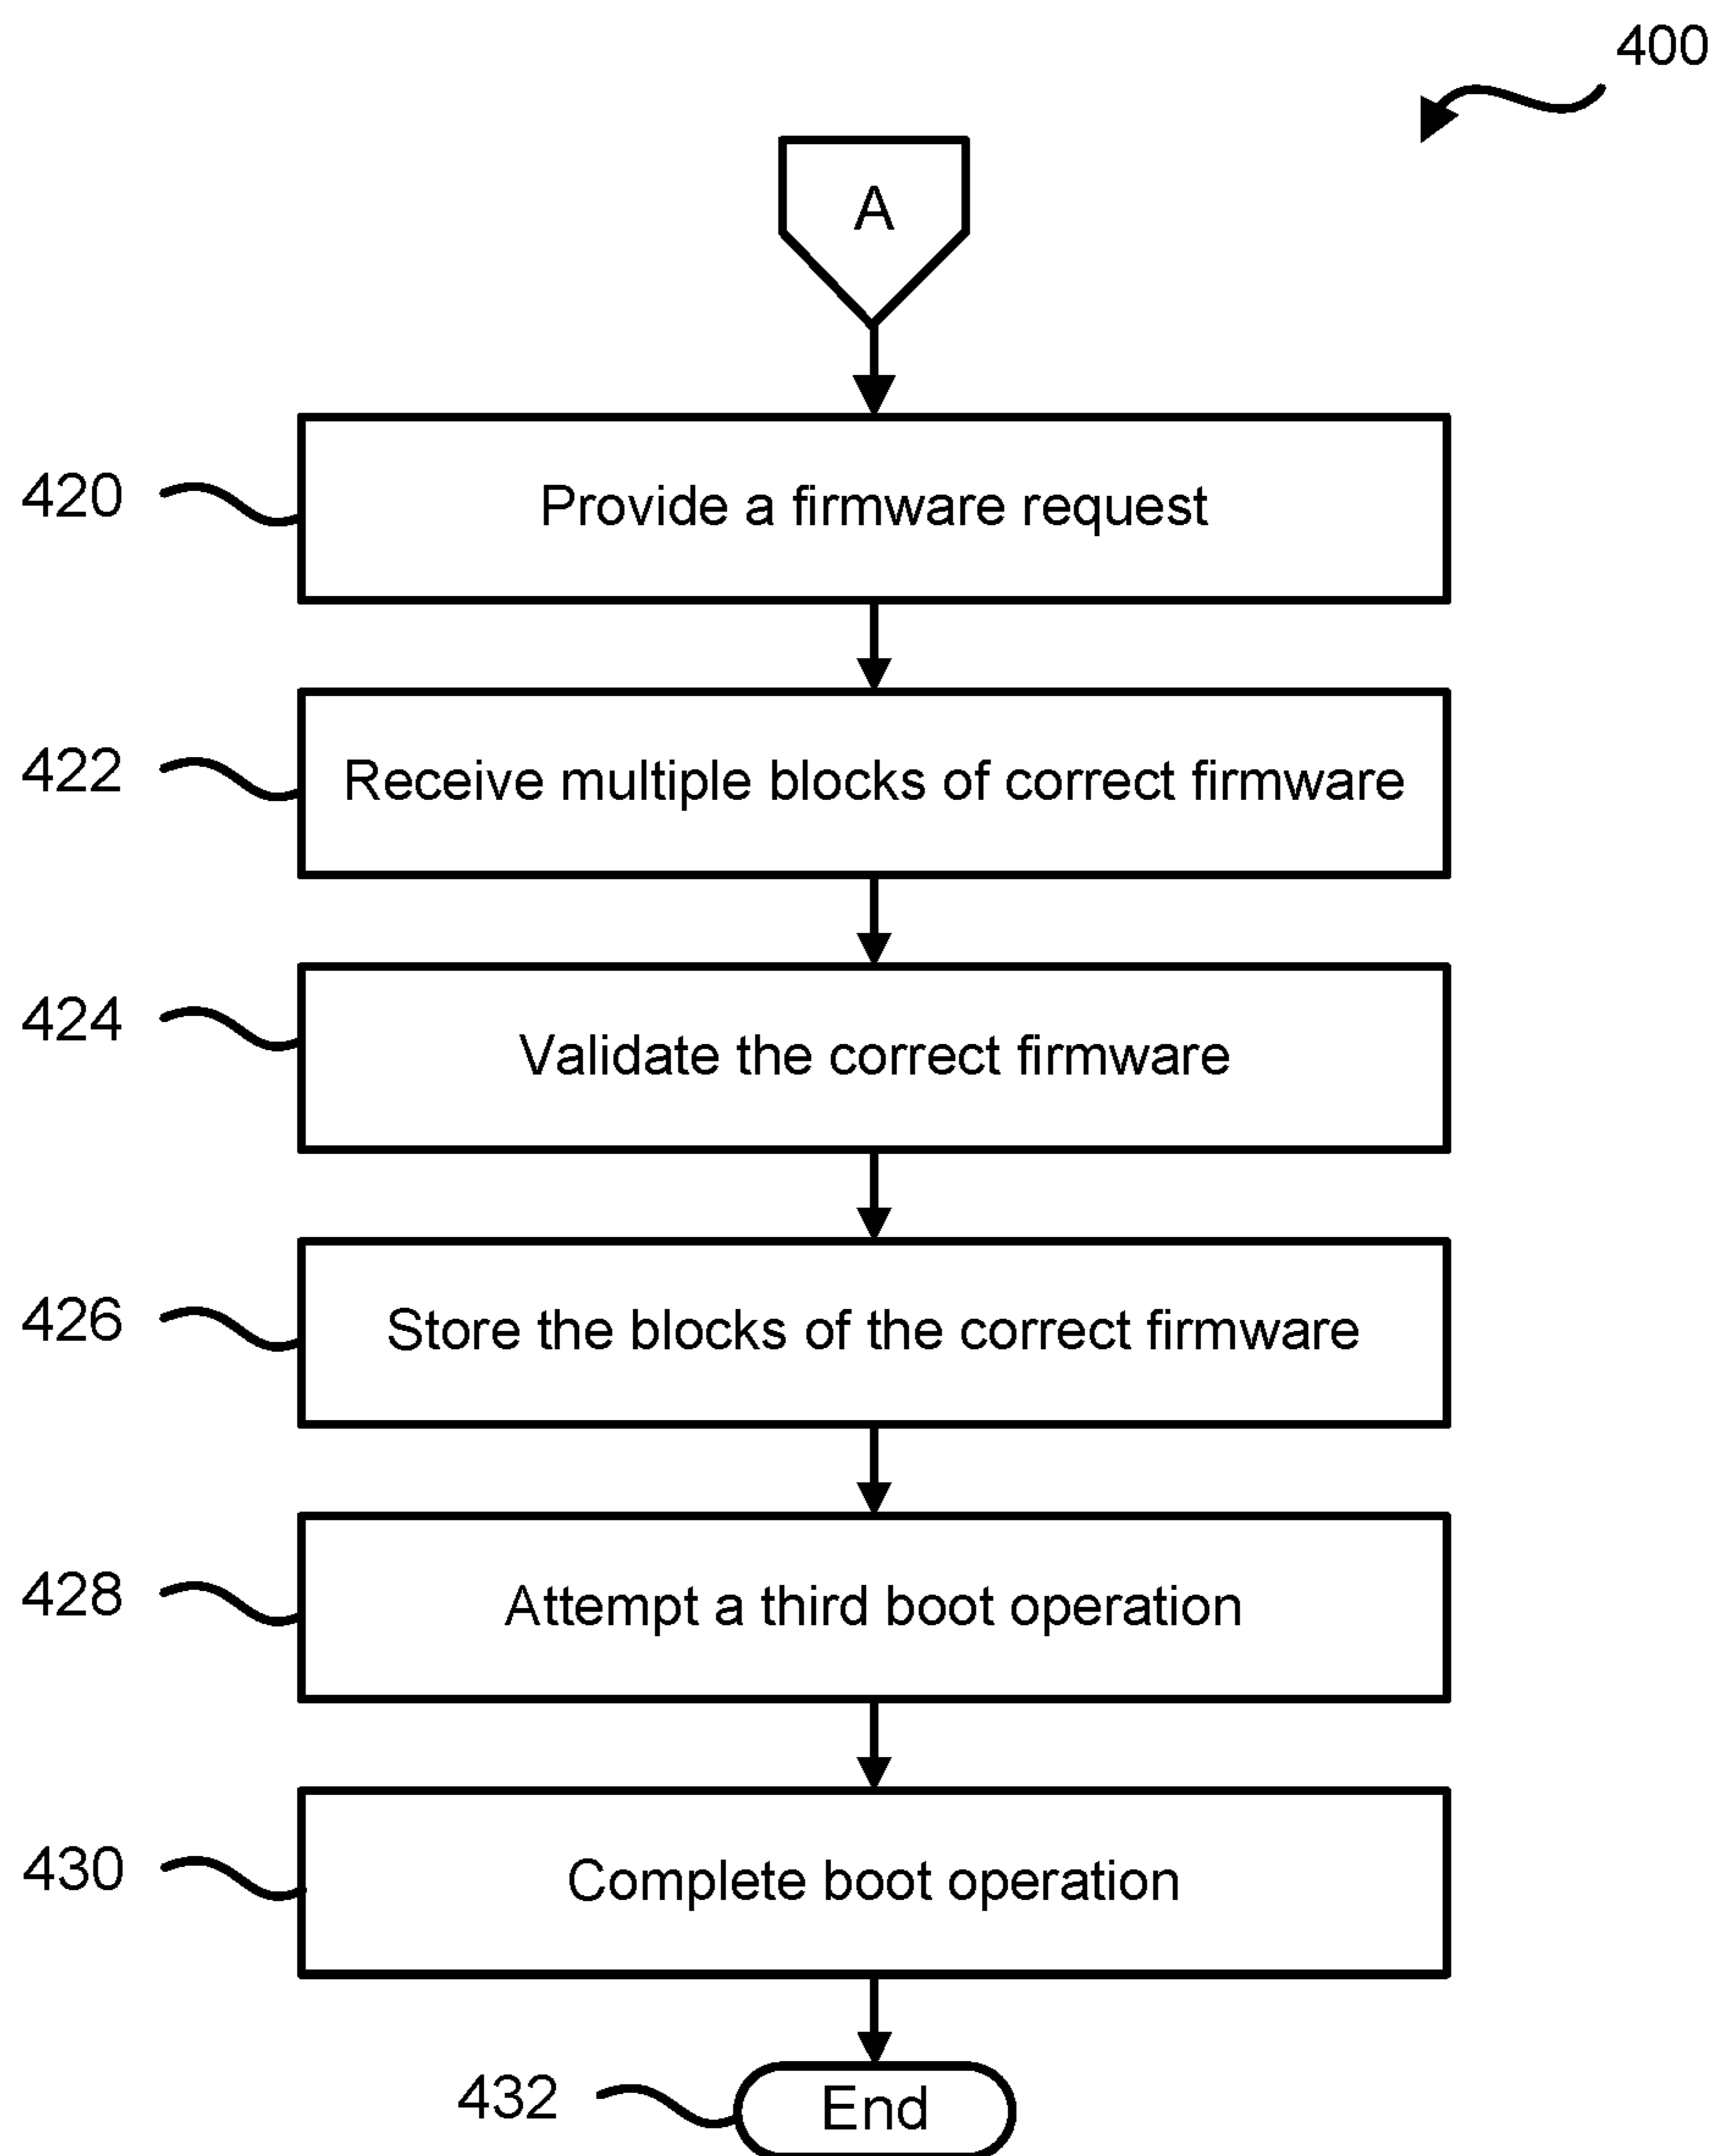 400
A
420
Provide a firmware request
422
Receive multiple blocks of correct firmware
424
Validate the correct firmware
426
Store the blocks of the correct firmware
428
Attempt a third boot operation
430
Complete boot operation
432
End